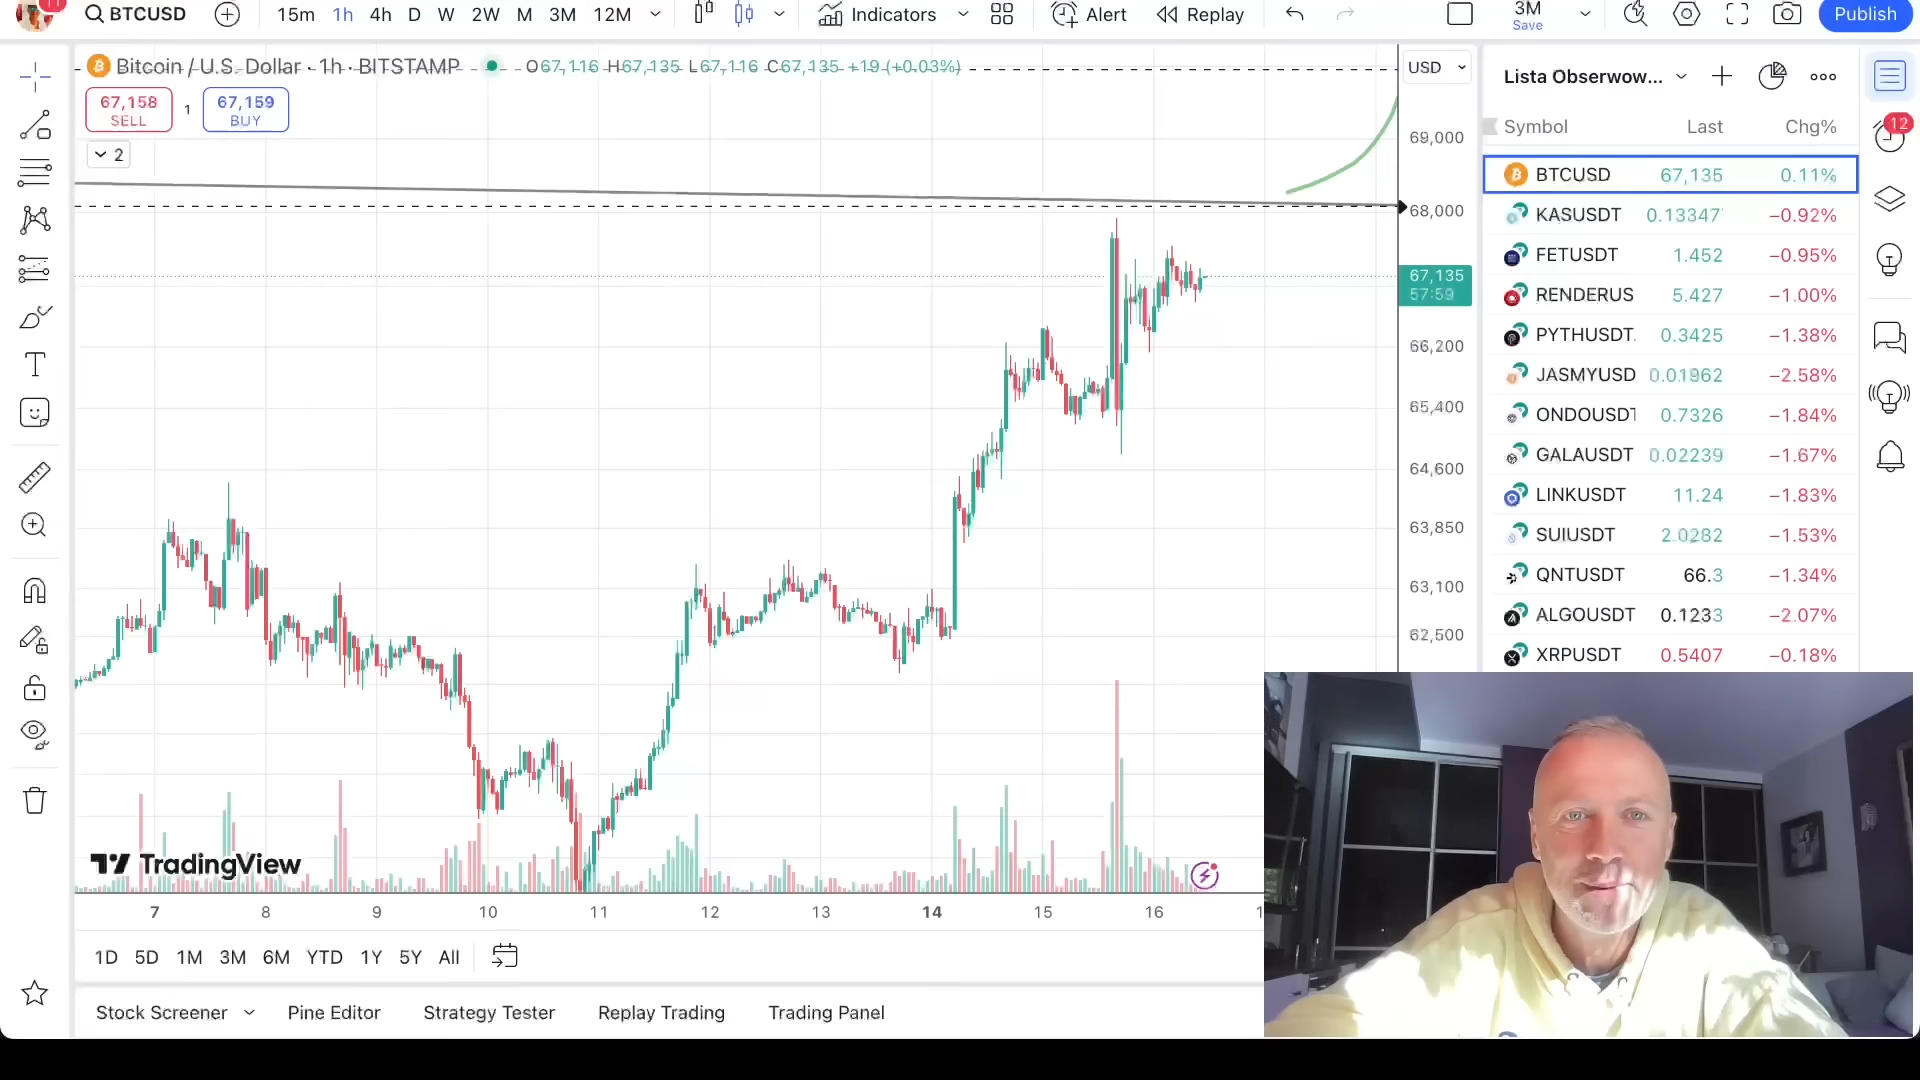 11
BTCUSD
15m 1h 4h D W 2W M 3M 12M
Indicators
Alert
Replay
3M
Save
Publish
Bitcoin / U.S. Dollar · 1h · BITSTAMP
O67,116 H67,135 L67,116 C67,135 +19 (+0.03%)
67,158
SELL
1
67,159
BUY
2
USD
69,000
68,000
67,135
57:59
66,200
65,400
64,600
63,850
63,100
62,500
TradingView
7 8 9 10 11 12 13 14 15 16
1D 5D 1M 3M 6M YTD 1Y 5Y All
Stock Screener
Pine Editor
Strategy Tester
Replay Trading
Trading Panel
Lista Obserwow...
Symbol Last Chg%
BTCUSD 67,135 0.11%
KASUSDT 0.13347 −0.92%
FETUSDT 1.452 −0.95%
RENDERUS 5.427 −1.00%
PYTHUSDT 0.3425 −1.38%
JASMYUSD 0.01962 −2.58%
ONDOUSDT 0.7326 −1.84%
GALAUSDT 0.02239 −1.67%
LINKUSDT 11.24 −1.83%
SUIUSDT 2.0282 −1.53%
QNTUSDT 66.3 −1.34%
ALGOUSDT 0.1233 −2.07%
XRPUSDT 0.5407 −0.18%
12